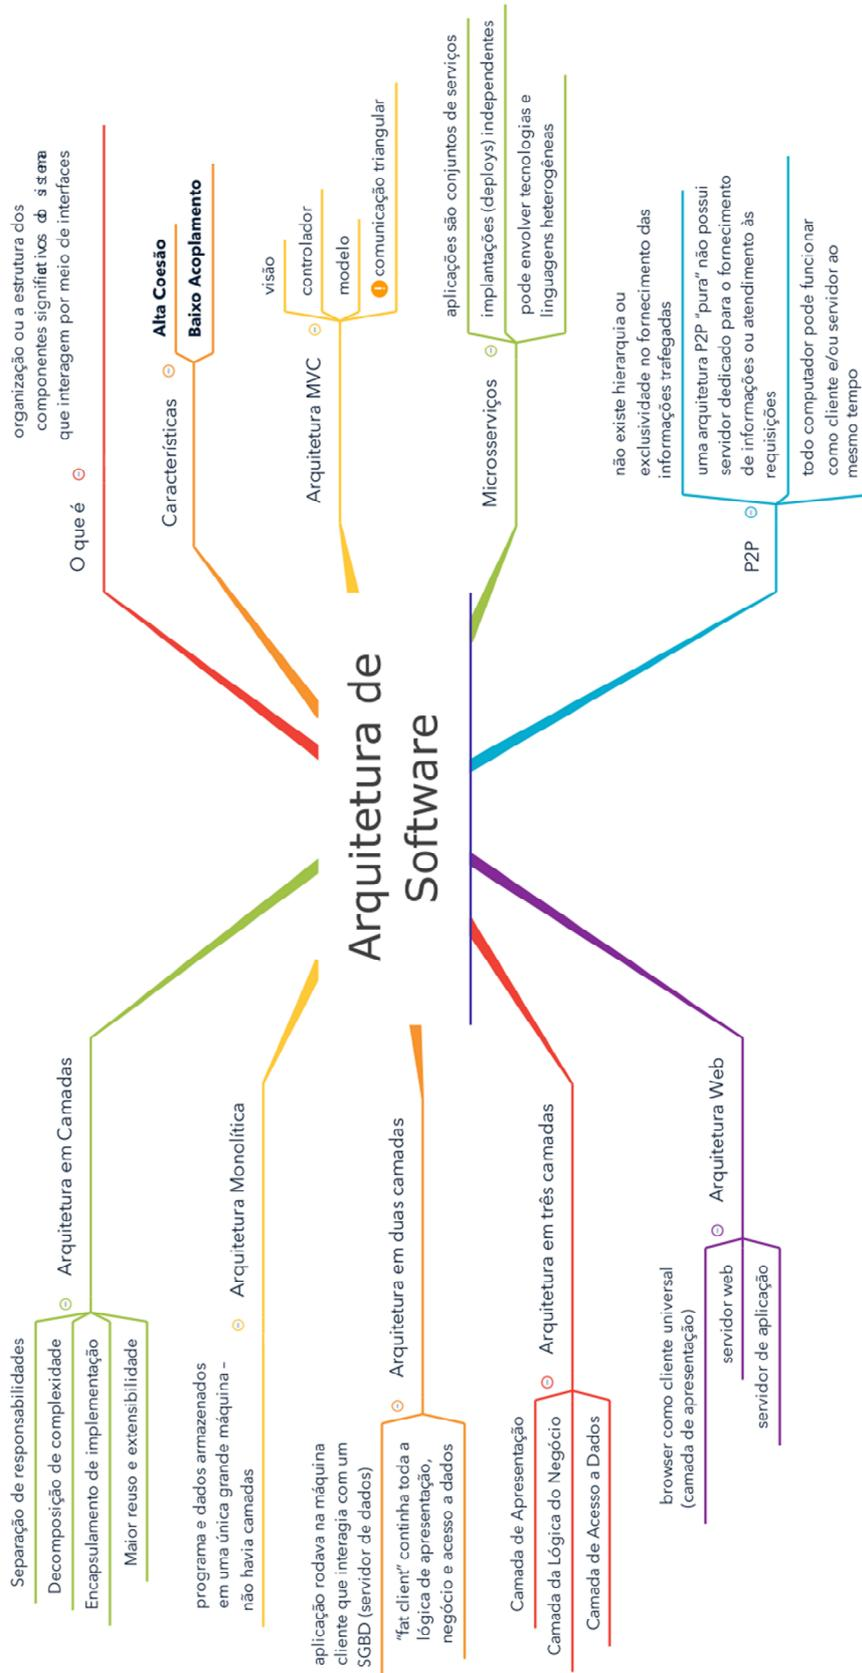 Arquitetura de
Software
O que é
organização ou a estrutura dos
componentes significativos do sistema
que interagem por meio de interfaces
Características
Alta Coesão
Baixo Acoplamento
Arquitetura MVC
visão
controlador
modelo
comunicação triangular
Microsserviços
aplicações são conjuntos de serviços
implantações (deploys) independentes
pode envolver tecnologias e
linguagens heterogêneas
P2P
não existe hierarquia ou
exclusividade no fornecimento das
informações trafegadas
uma arquitetura P2P “pura” não possui
servidor dedicado para o fornecimento
de informações ou atendimento às
requisições
todo computador pode funcionar
como cliente e/ou servidor ao
mesmo tempo
Arquitetura em Camadas
Separação de responsabilidades
Decomposição de complexidade
Encapsulamento de implementação
Maior reuso e extensibilidade
Arquitetura Monolítica
programa e dados armazenados
em uma única grande máquina –
não havia camadas
Arquitetura em duas camadas
aplicação rodava na máquina
cliente que interagia com um
SGBD (servidor de dados)
“fat client” continha toda a
lógica de apresentação,
negócio e acesso a dados
Arquitetura em três camadas
Camada de Apresentação
Camada da Lógica do Negócio
Camada de Acesso a Dados
Arquitetura Web
browser como cliente universal
(camada de apresentação)
servidor web
servidor de aplicação